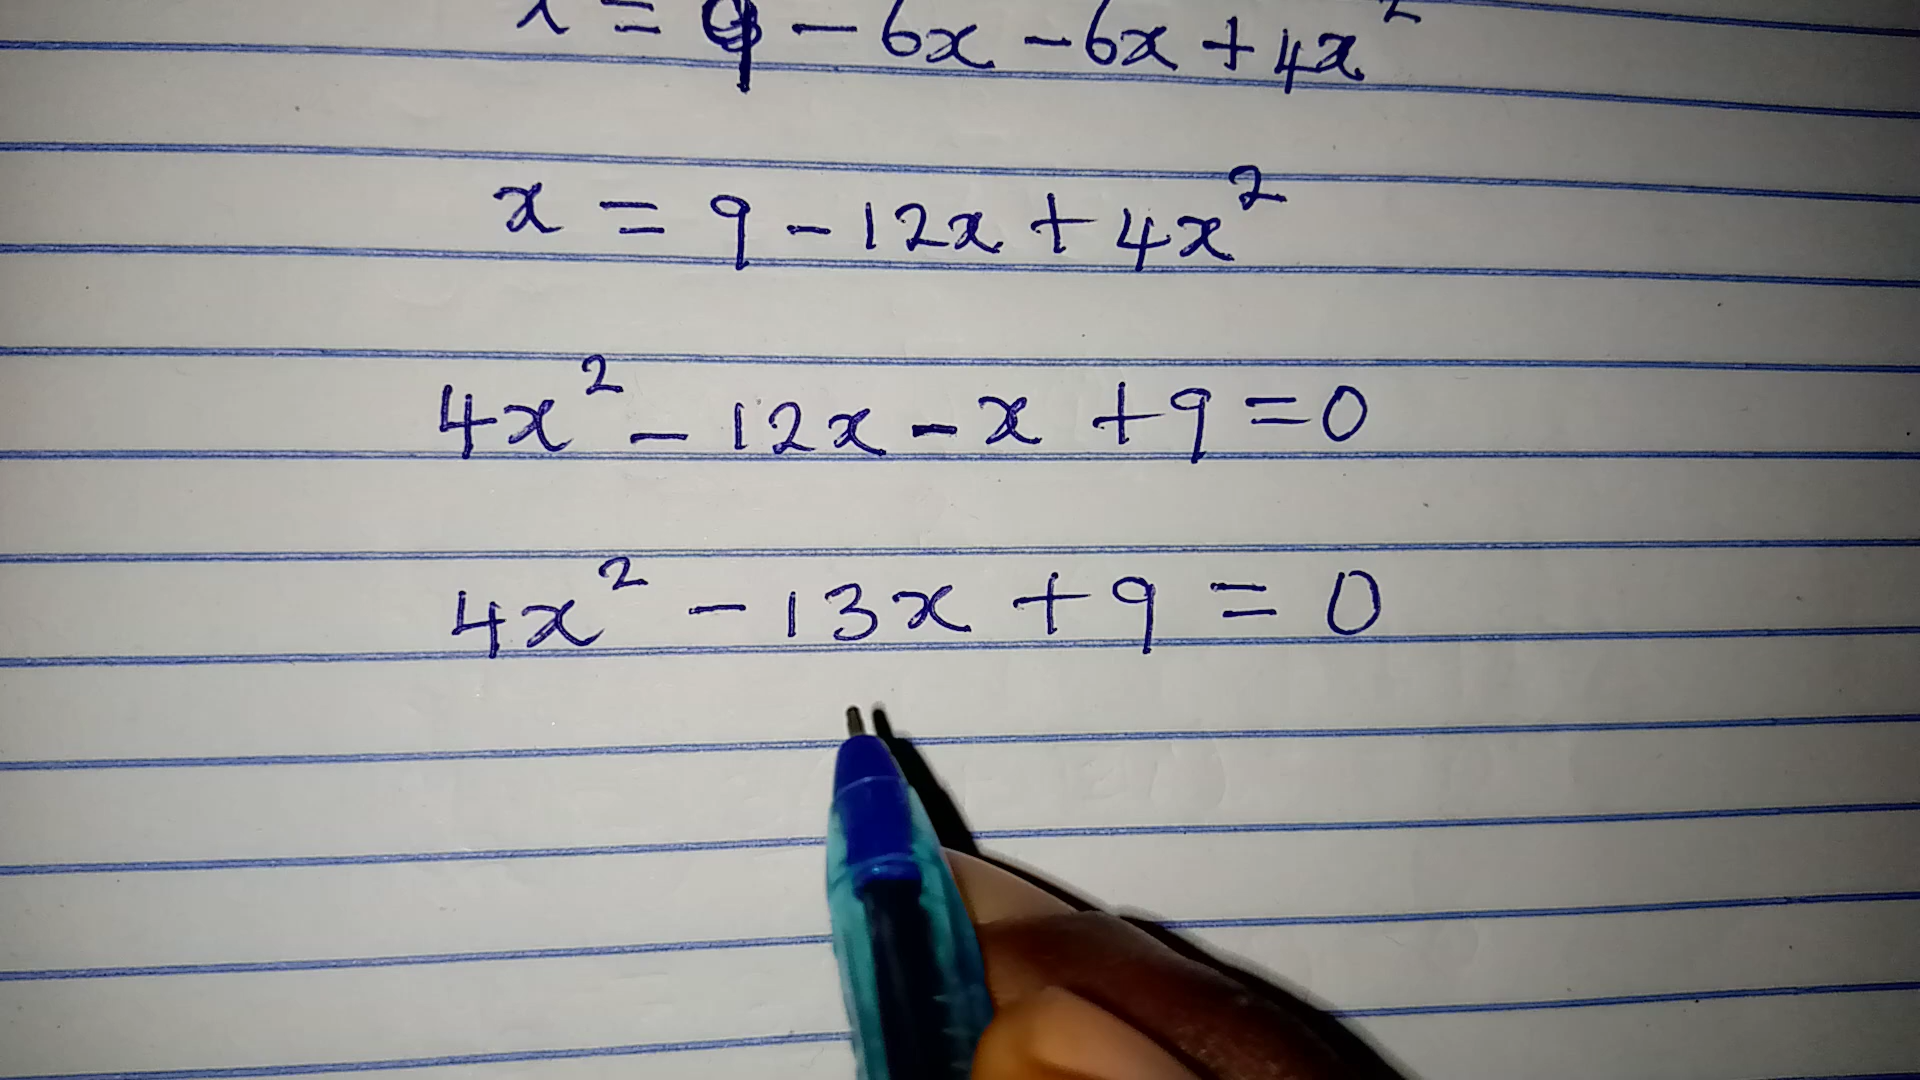 x = 9 - 6x - 6x + 4x²
x = 9 - 12x + 4x²
4x² - 12x - x + 9 = 0
4x² - 13x + 9 = 0